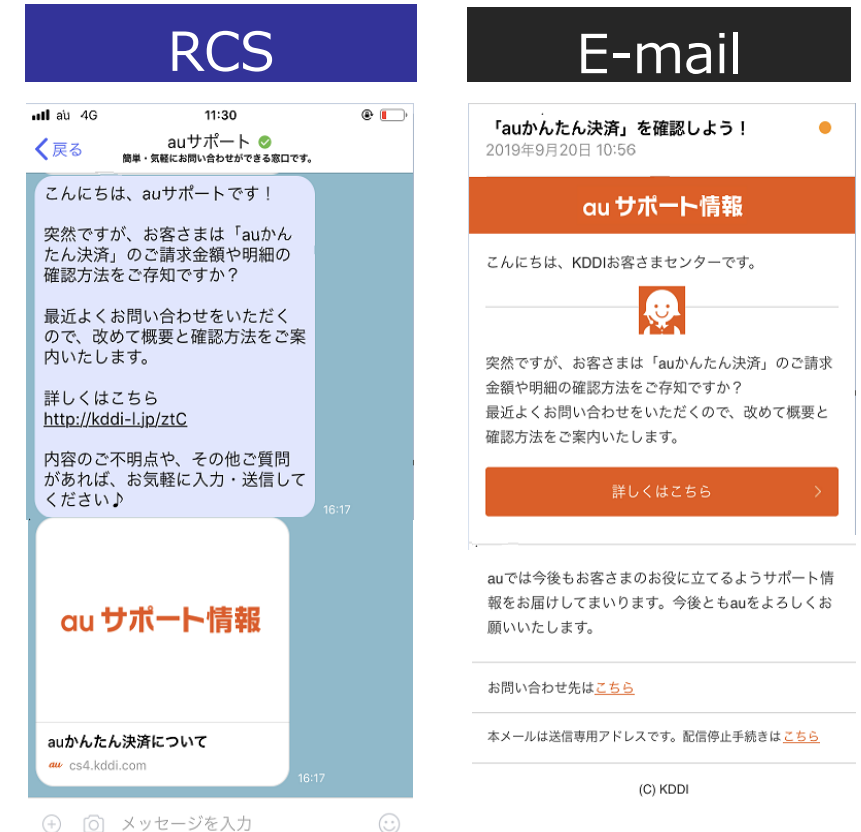 RCS
au 4G
11:30
戻る
auサポート
簡単・気軽にお問い合わせができる窓口です。
こんにちは、auサポートです！
突然ですが、お客さまは「auかん
たん決済」のご請求金額や明細の
確認方法をご存知ですか？
最近よくお問い合わせをいただく
ので、改めて概要と確認方法をご案
内いたします。
詳しくはこちら
http://kddi-l.jp/ztC
内容のご不明点や、その他ご質問
があれば、お気軽に入力・送信して
ください♪
16:17
au サポート情報
auかんたん決済について
au cs4.kddi.com
16:17
メッセージを入力
E-mail
「auかんたん決済」を確認しよう！
2019年9月20日 10:56
au サポート情報
こんにちは、KDDIお客さまセンターです。
突然ですが、お客さまは「auかんたん決済」のご請求
金額や明細の確認方法をご存知ですか？
最近よくお問い合わせをいただくので、改めて概要と
確認方法をご案内いたします。
詳しくはこちら
auでは今後もお客さまのお役に立てるようサポート情
報をお届けしてまいります。今後ともauをよろしくお
願いいたします。
お問い合わせ先はこちら
本メールは送信専用アドレスです。配信停止手続きはこちら
(C) KDDI